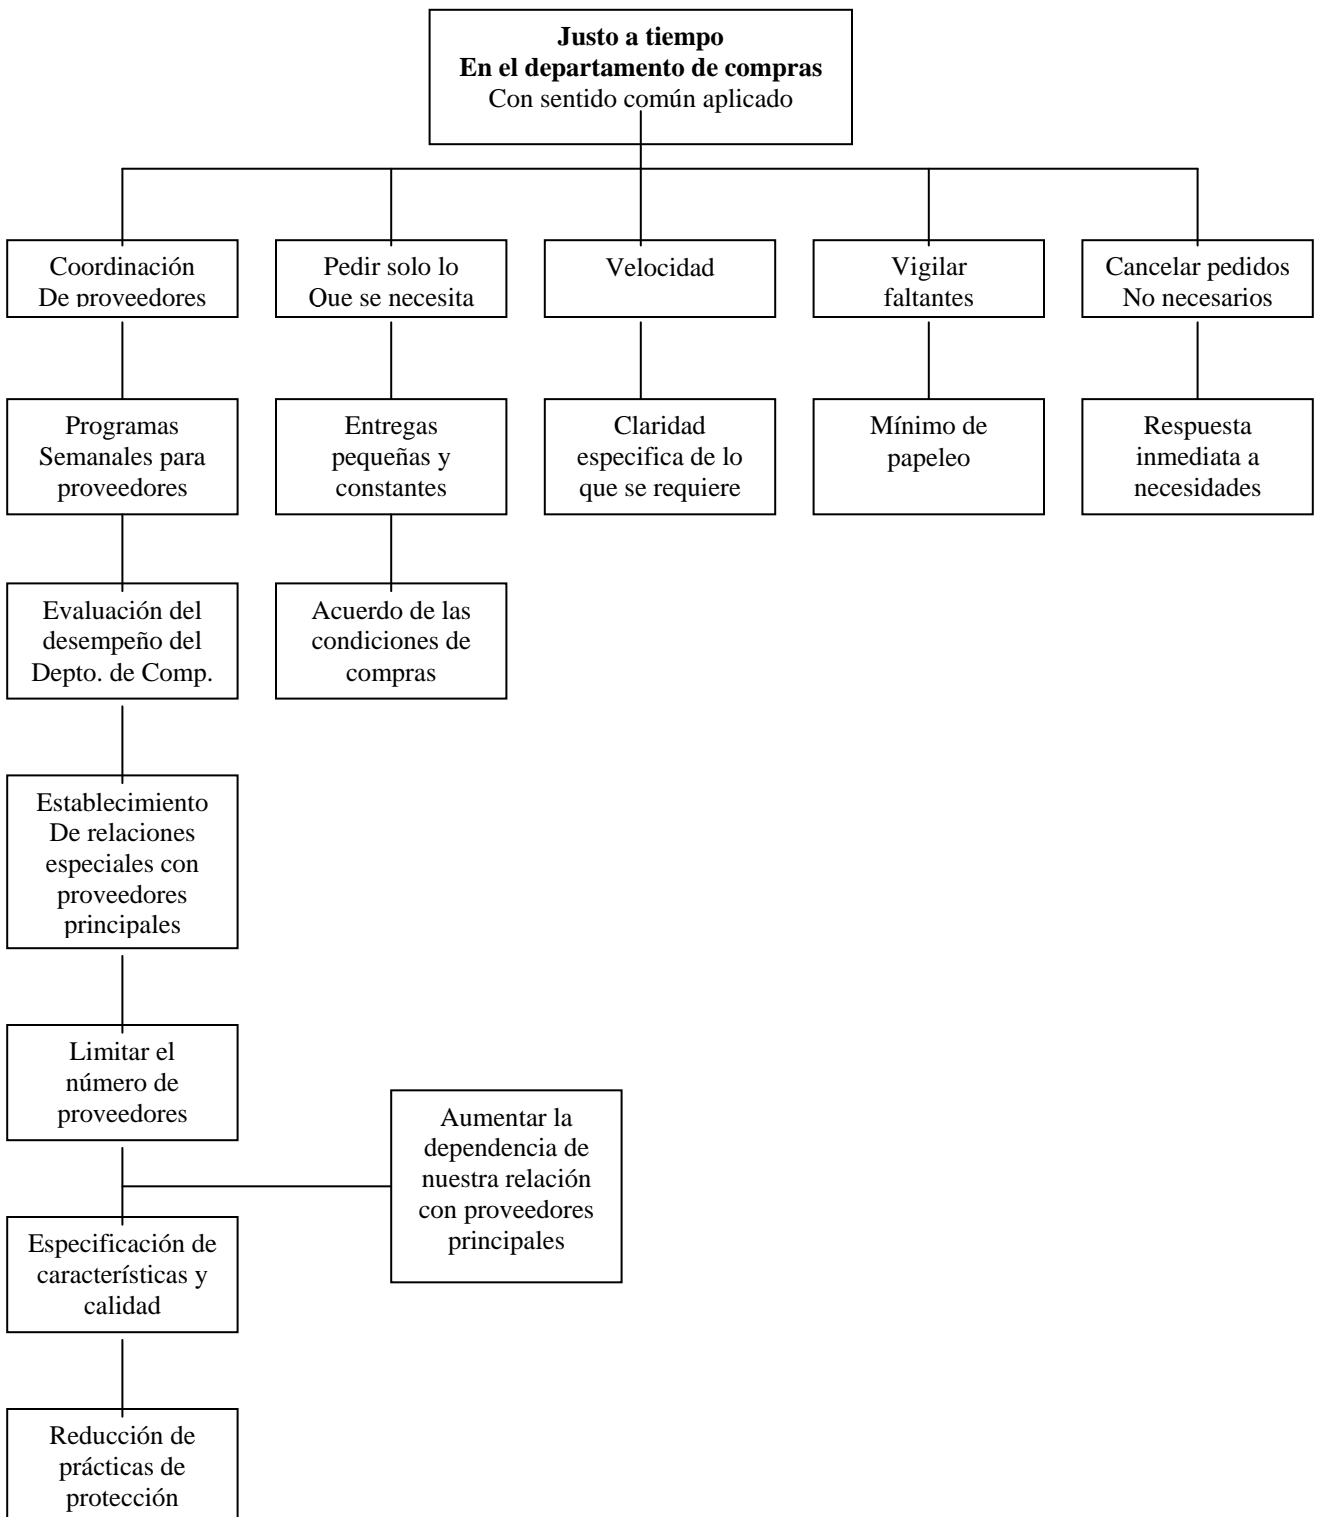 Justo a tiempo
En el departamento de compras
Con sentido común aplicado
Coordinación
De proveedores
Pedir solo lo
Que se necesita
Velocidad
Vigilar
faltantes
Cancelar pedidos
No necesarios
Programas
Semanales para
proveedores
Entregas
pequeñas y
constantes
Claridad
especifica de lo
que se requiere
Mínimo de
papeleo
Respuesta
inmediata a
necesidades
Evaluación del
desempeño del
Depto. de Comp.
Acuerdo de las
condiciones de
compras
Establecimiento
De relaciones
especiales con
proveedores
principales
Limitar el
número de
proveedores
Aumentar la
dependencia de
nuestra relación
con proveedores
principales
Especificación de
características y
calidad
Reducción de
prácticas de
protección